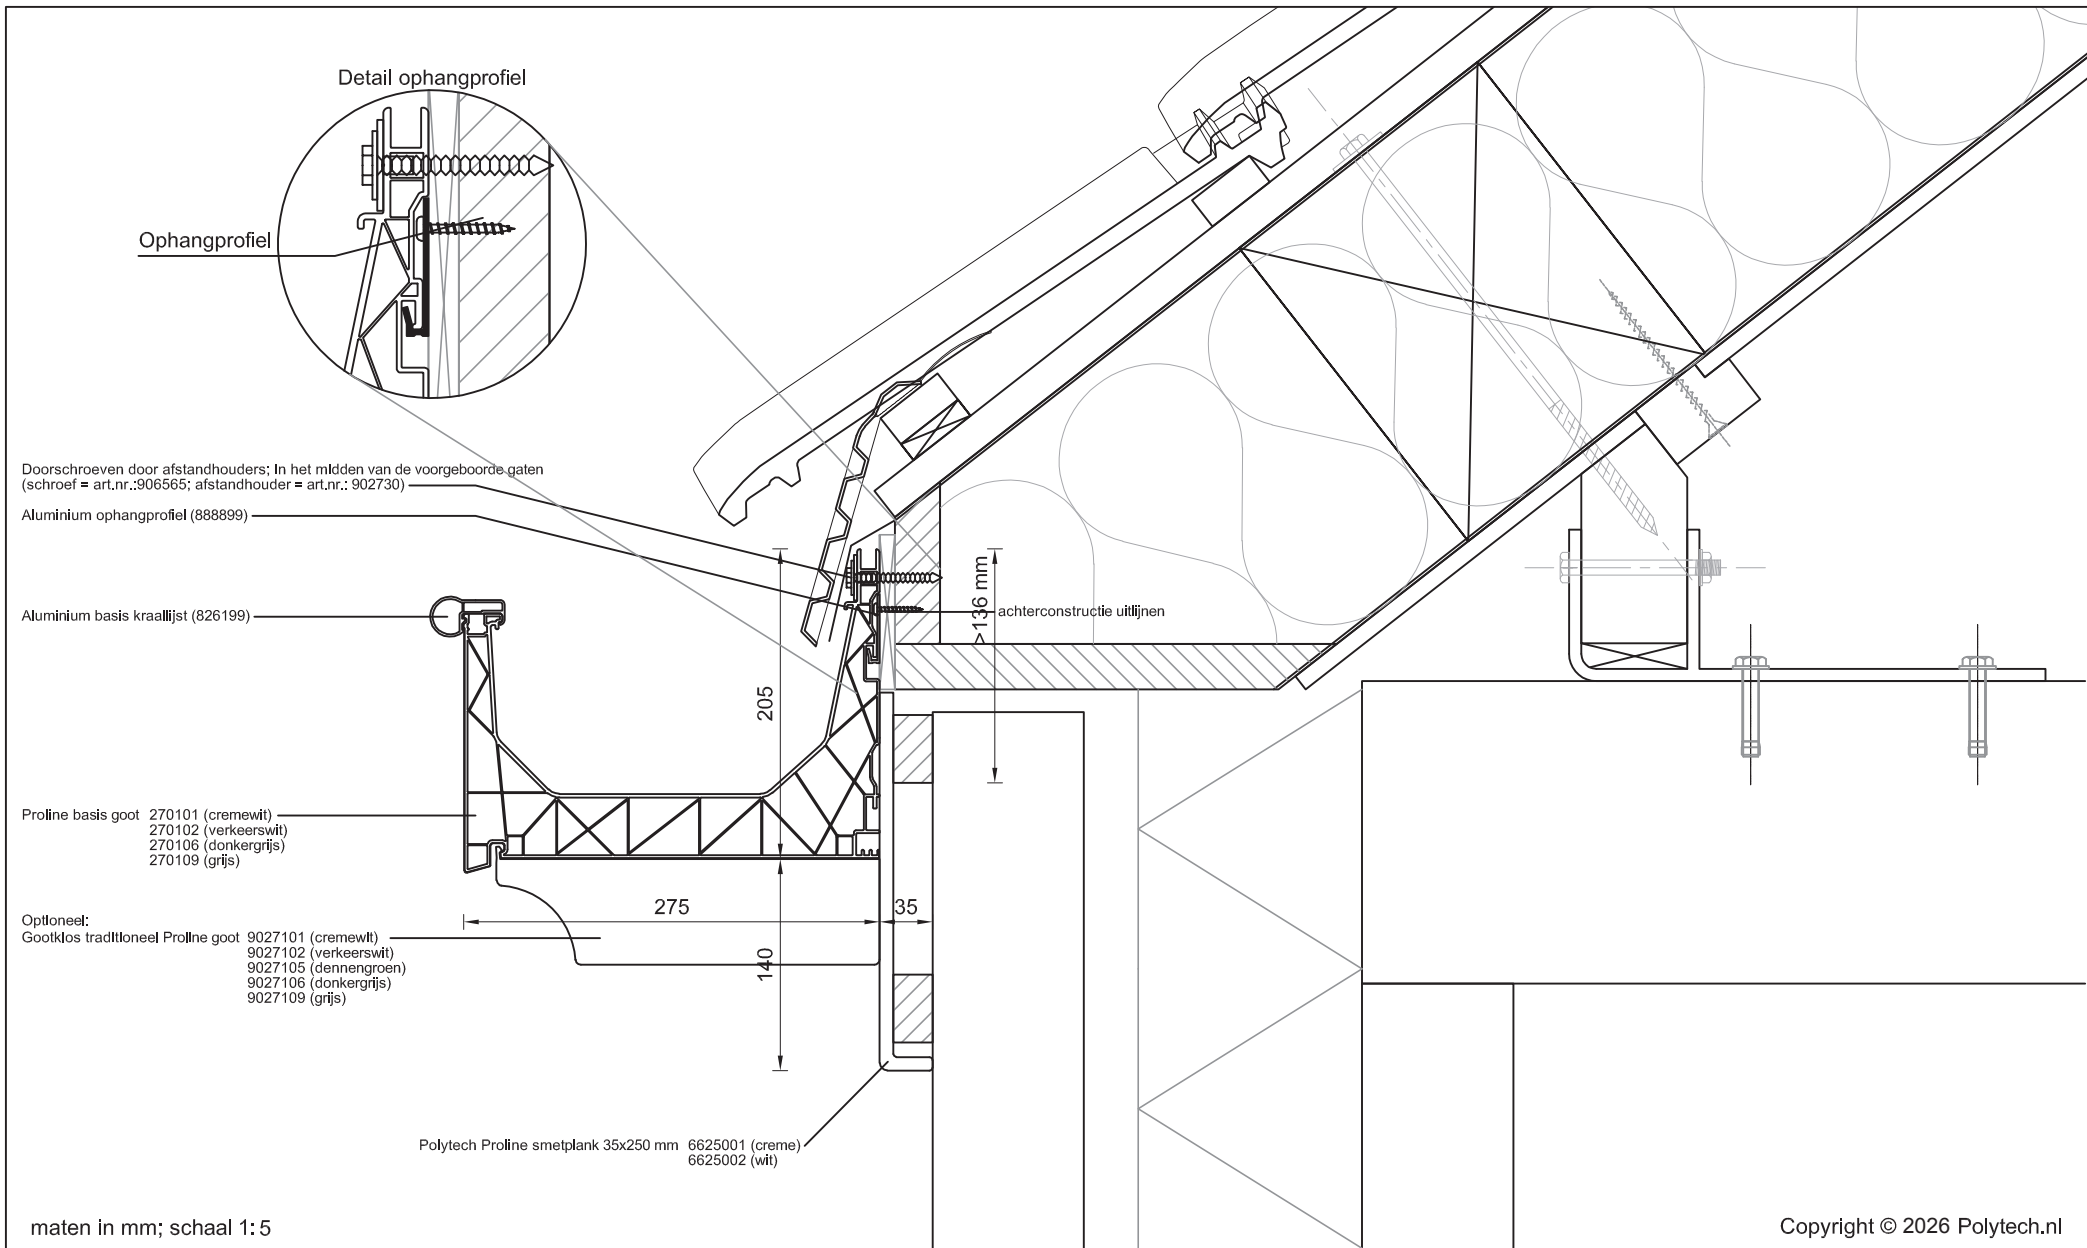 Detail ophangprofiel
Ophangprofiel
Doorschroeven door afstandhouders; In het midden van de voorgeboorde gaten
(schroef = art.nr.:906565; afstandhouder = art.nr.: 902730)
Aluminium ophangprofiel (888899)
Aluminium basis kraallijst (826199)
>136 mm
achterconstructie uitlijnen
205
Proline basis goot 270101 (cremewit)
270102 (verkeerswit)
270106 (donkergrijs)
270109 (grijs)
275
35
140
Optioneel:
Gootklos traditioneel Proline goot 9027101 (cremewit)
9027102 (verkeerswit)
9027105 (dennengroen)
9027106 (donkergrijs)
9027109 (grijs)
Polytech Proline smetplank 35x250 mm 6625001 (creme)
6625002 (wit)
maten in mm; schaal 1:5
Copyright © 2026 Polytech.nl